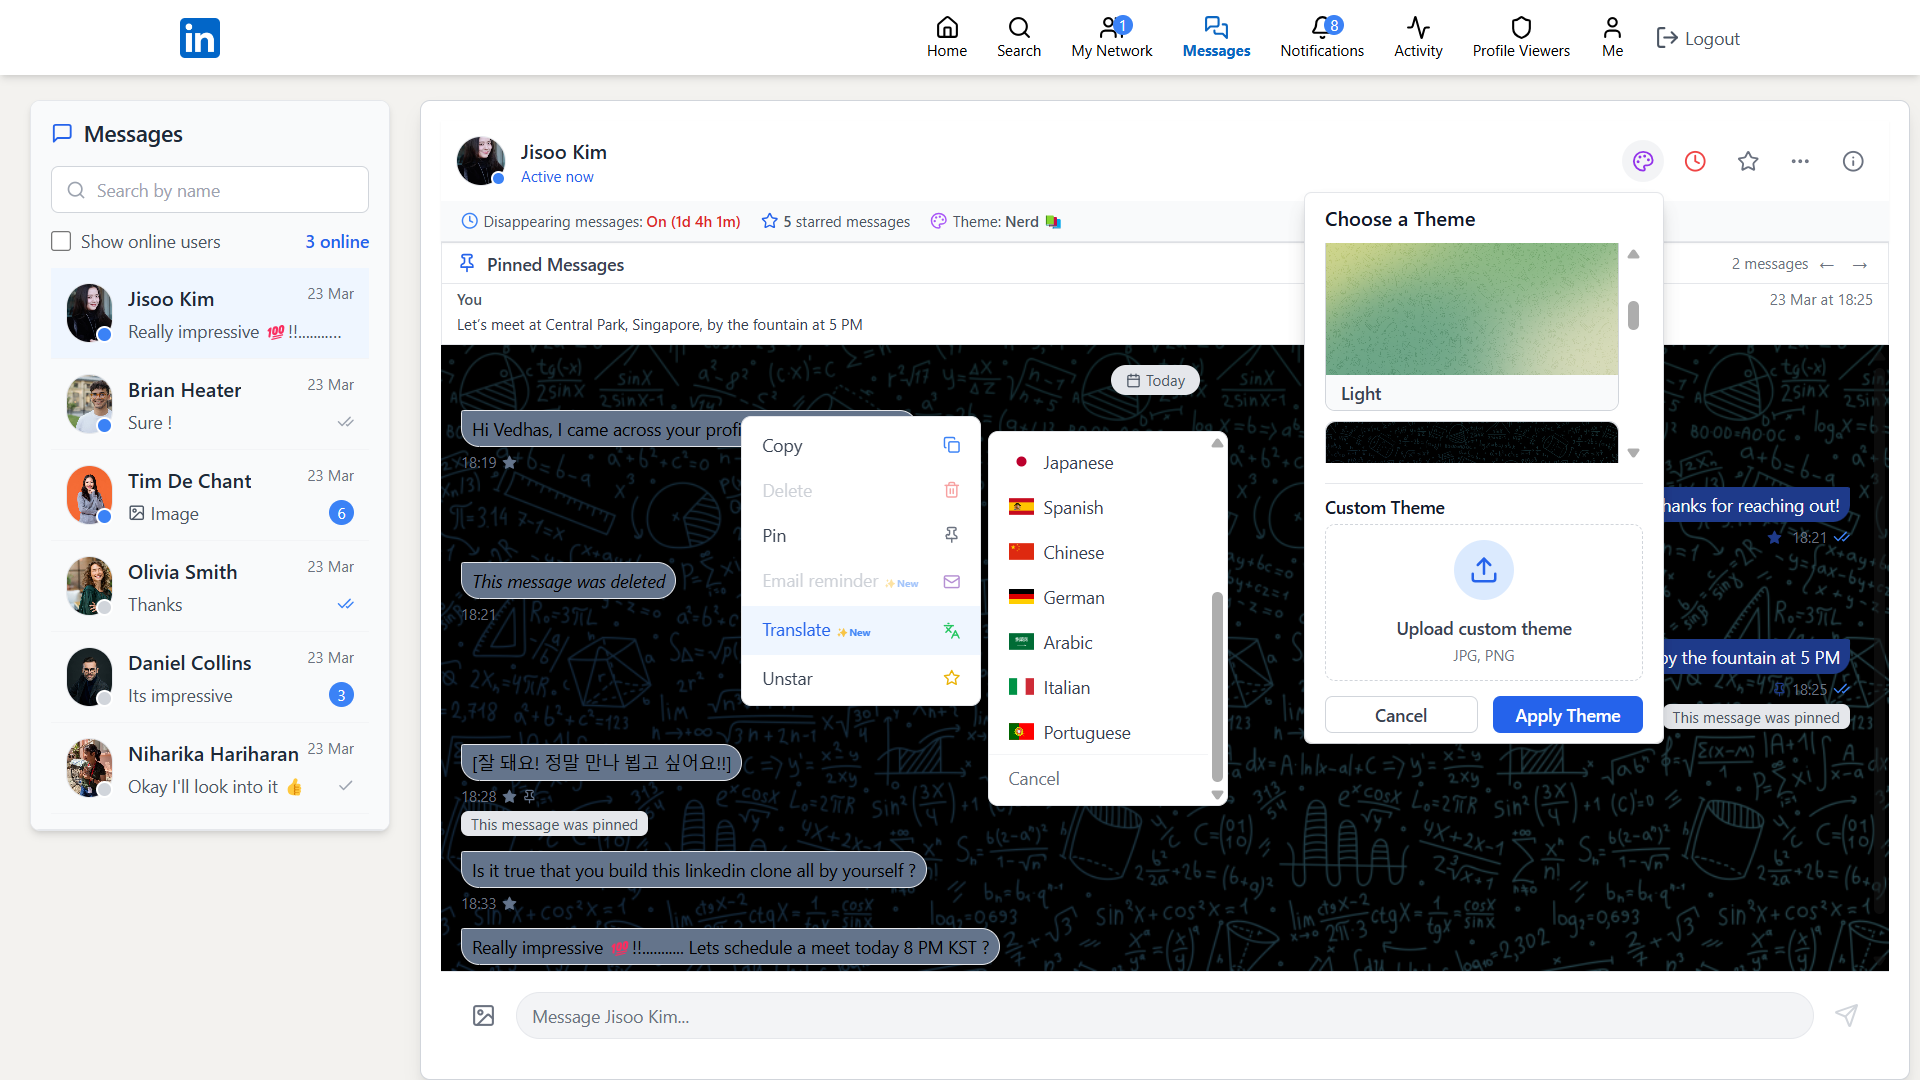 in
Home
Search
1
My Network
Messages
8
Notifications
Activity
Profile Viewers
Me
Logout
Messages
Search by name
Show online users
3 online
Jisoo Kim
23 Mar
Really impressive 💯 !!...........
Brian Heater
23 Mar
Sure !
Tim De Chant
23 Mar
Image
6
Olivia Smith
23 Mar
Thanks
Daniel Collins
23 Mar
Its impressive
3
Niharika Hariharan
23 Mar
Okay I'll look into it 👍
Jisoo Kim
Active now
Disappearing messages: On (1d 4h 1m)
5 starred messages
Theme: Nerd 📚
Pinned Messages
2 messages ← →
You
23 Mar at 18:25
Let's meet at Central Park, Singapore, by the fountain at 5 PM
Today
Hi Vedhas, I came across your profi
18:19
hanks for reaching out!
18:21
This message was deleted
18:21
by the fountain at 5 PM
18:25
This message was pinned
[잘 돼요! 정말 만나 뵙고 싶어요!!]
18:28
This message was pinned
Is it true that you build this linkedin clone all by yourself ?
18:33
Really impressive 💯 !!........... Lets schedule a meet today 8 PM KST ?
Message Jisoo Kim...
Copy
Delete
Pin
Email reminder ✨New
Translate ✨New
Unstar
Japanese
Spanish
Chinese
German
Arabic
Italian
Portuguese
Cancel
Choose a Theme
Light
Custom Theme
Upload custom theme
JPG, PNG
Cancel
Apply Theme